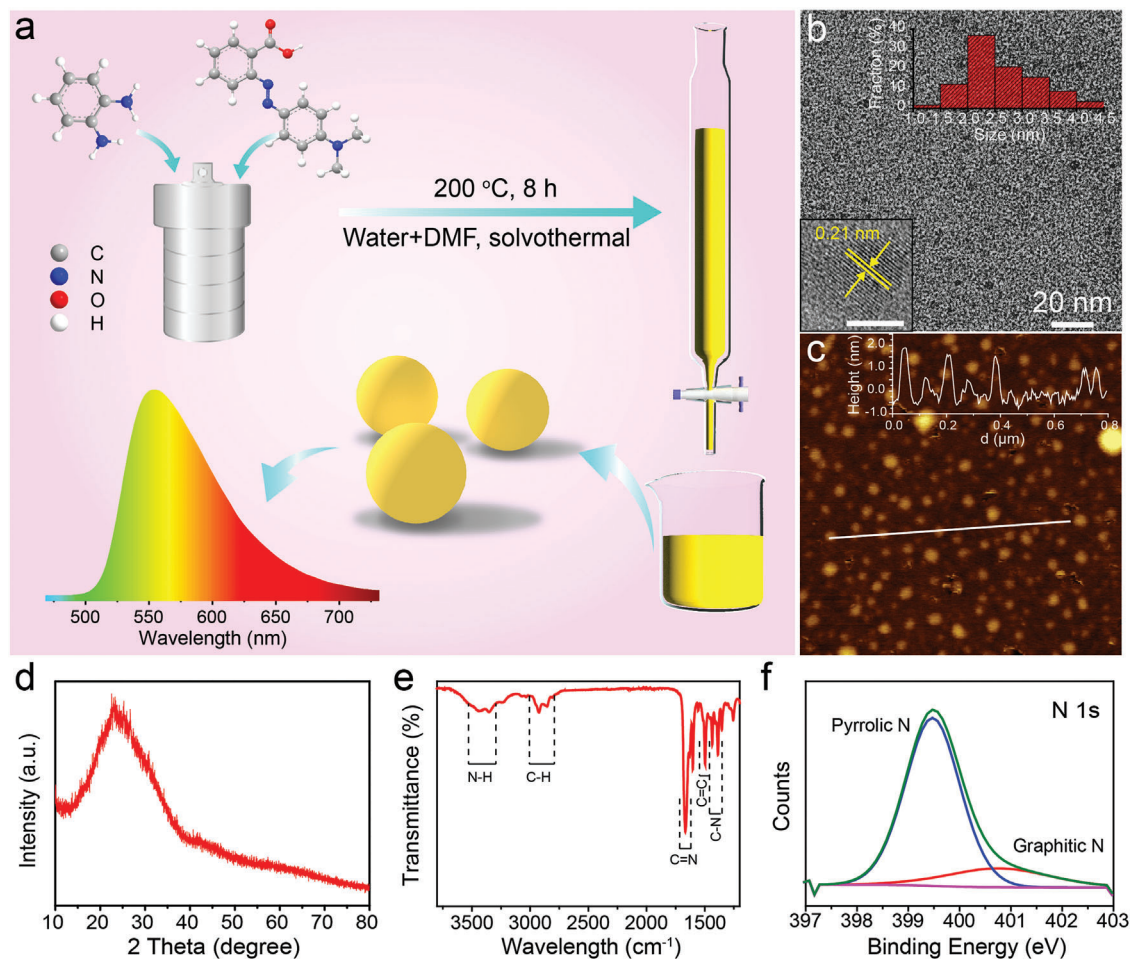 a
200 °C, 8 h
Water+DMF, solvothermal
C
N
O
H
500 550 600 650 700
Wavelength (nm)
b
40
30
20
10
0
Fraction (%)
1.0 1.5 2.0 2.5 3.0 3.5 4.0 4.5
Size (nm)
0.21 nm
20 nm
c
2.0
1.0
0.0
-1.0
Height (nm)
0.0 0.2 0.4 0.6 0.8
d (µm)
d
Intensity (a.u.)
10 20 30 40 50 60 70 80
2 Theta (degree)
e
Transmittance (%)
N-H
C-H
C=N
C=C
C-N
3500 3000 2500 2000 1500
Wavelength (cm⁻¹)
f
N 1s
Pyrrolic N
Graphitic N
Counts
397 398 399 400 401 402 403
Binding Energy (eV)